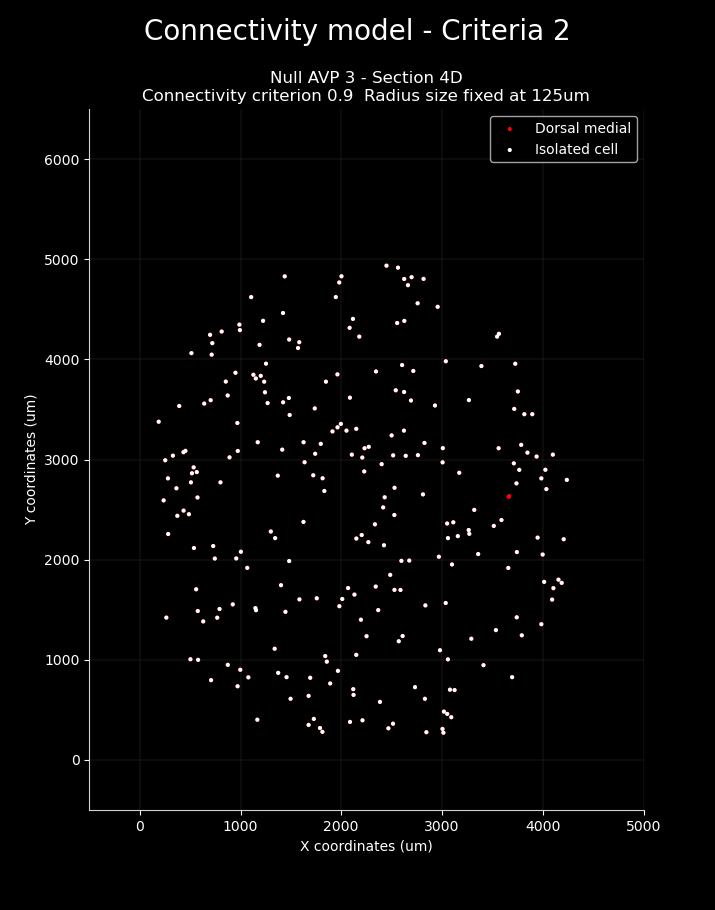 Connectivity model - Criteria 2
Null AVP 3 - Section 4D
Connectivity criterion 0.9  Radius size fixed at 125um
Dorsal medial
Isolated cell
6000
5000
4000
3000
2000
1000
0
Y coordinates (um)
0 1000 2000 3000 4000 5000
X coordinates (um)